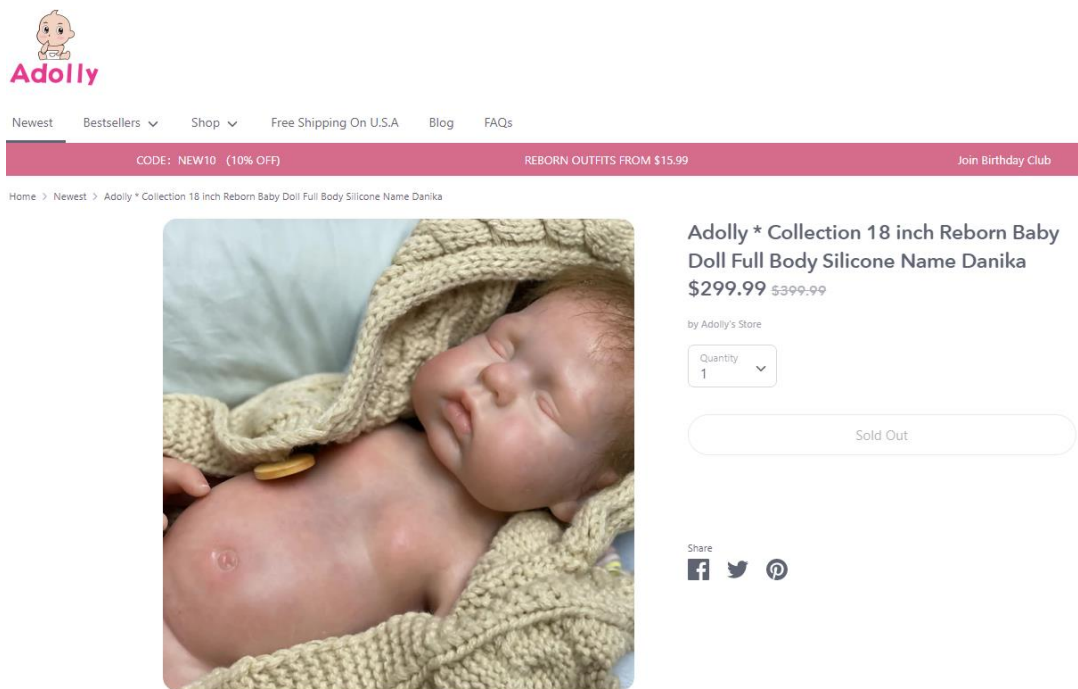 Adolly
Newest Bestsellers Shop Free Shipping On U.S.A Blog FAQs
CODE: NEW10 (10% OFF) REBORN OUTFITS FROM $15.99 Join Birthday Club
Home > Newest > Adolly * Collection 18 inch Reborn Baby Doll Full Body Silicone Name Danika
Adolly * Collection 18 inch Reborn Baby
Doll Full Body Silicone Name Danika
$299.99 $399.99
by Adolly's Store
Quantity
1
Sold Out
Share